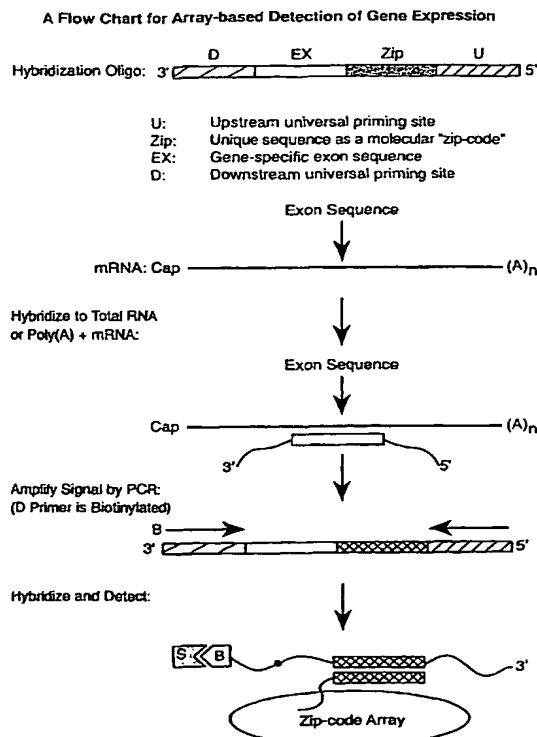 A Flow Chart for Array-based Detection of Gene Expression
D EX Zip U
Hybridization Oligo: 3' 5'
U: Upstream universal priming site
Zip: Unique sequence as a molecular "zip-code"
EX: Gene-specific exon sequence
D: Downstream universal priming site
Exon Sequence
mRNA: Cap (A)n
Hybridize to Total RNA
or Poly(A) + mRNA:
Exon Sequence
Cap (A)n
3' 5'
Amplify Signal by PCR:
(D Primer is Biotinylated)
B
3' 5'
Hybridize and Detect:
S B 3'
Zip-code Array